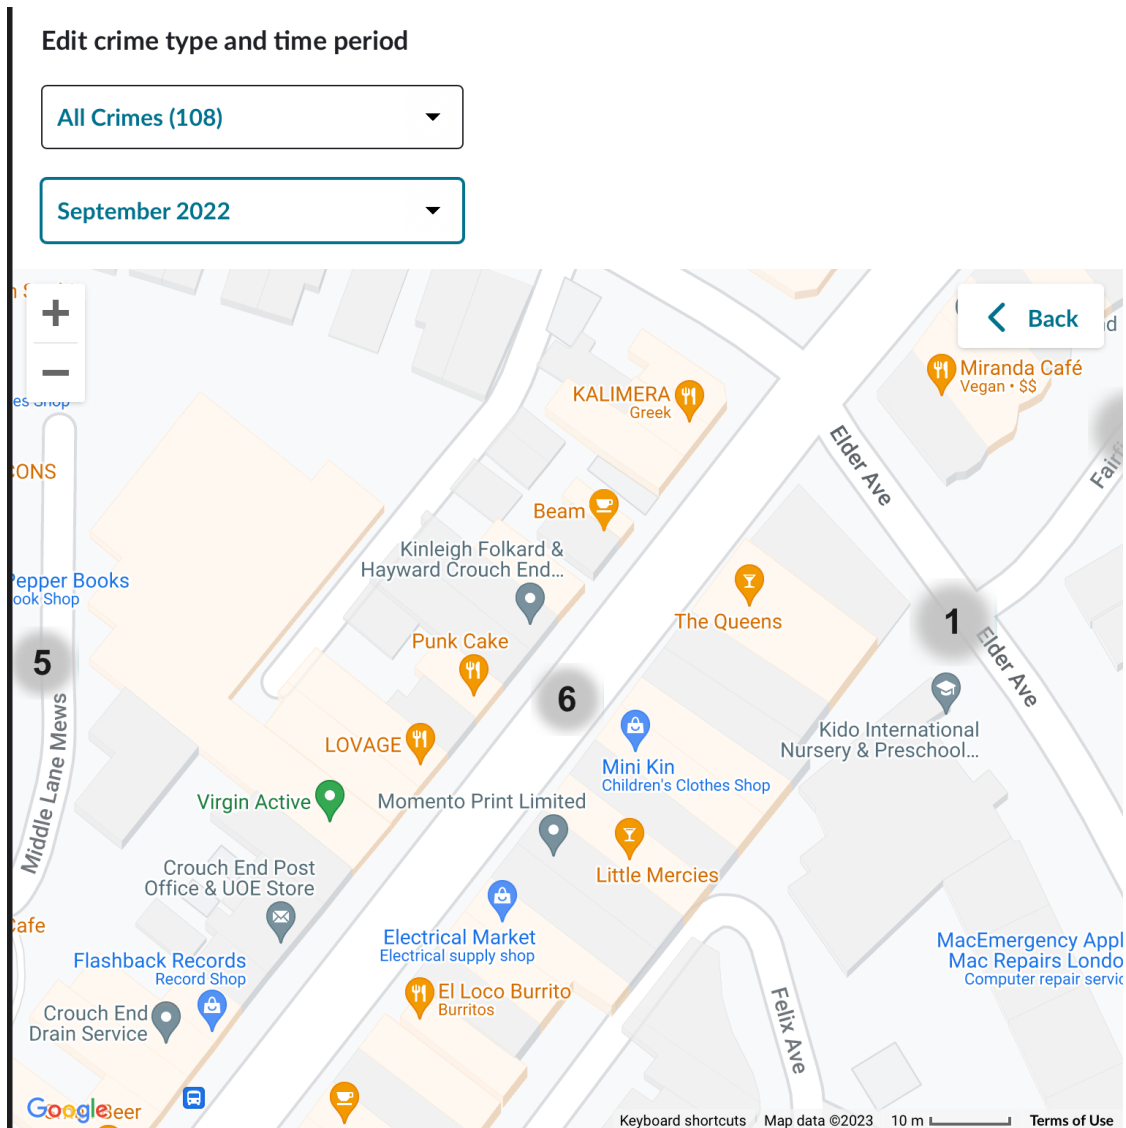 Edit crime type and time period
All Crimes (108)
September 2022
Back
Miranda Café
Vegan • $$
KALIMERA
Greek
Elder Ave
Beam
Kinleigh Folkard &
Hayward Crouch End...
epper Books
ook Shop
The Queens
Punk Cake
1
Elder Ave
5
6
Middle Lane Mews
LOVAGE
Kido International
Nursery & Preschool...
Mini Kin
Children's Clothes Shop
Virgin Active
Momento Print Limited
Crouch End Post
Office & UOE Store
Little Mercies
afe
Electrical Market
Electrical supply shop
MacEmergency Appl
Mac Repairs Londo
Computer repair servic
Flashback Records
Record Shop
El Loco Burrito
Burritos
Crouch End
Drain Service
Felix Ave
Google
Beer
Keyboard shortcuts
Map data ©2023
10 m
Terms of Use